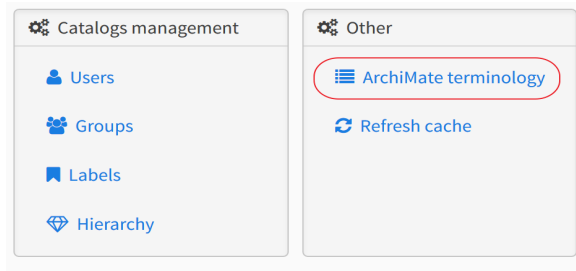 Catalogs management
Users
Groups
Labels
Hierarchy
Other
ArchiMate terminology
Refresh cache